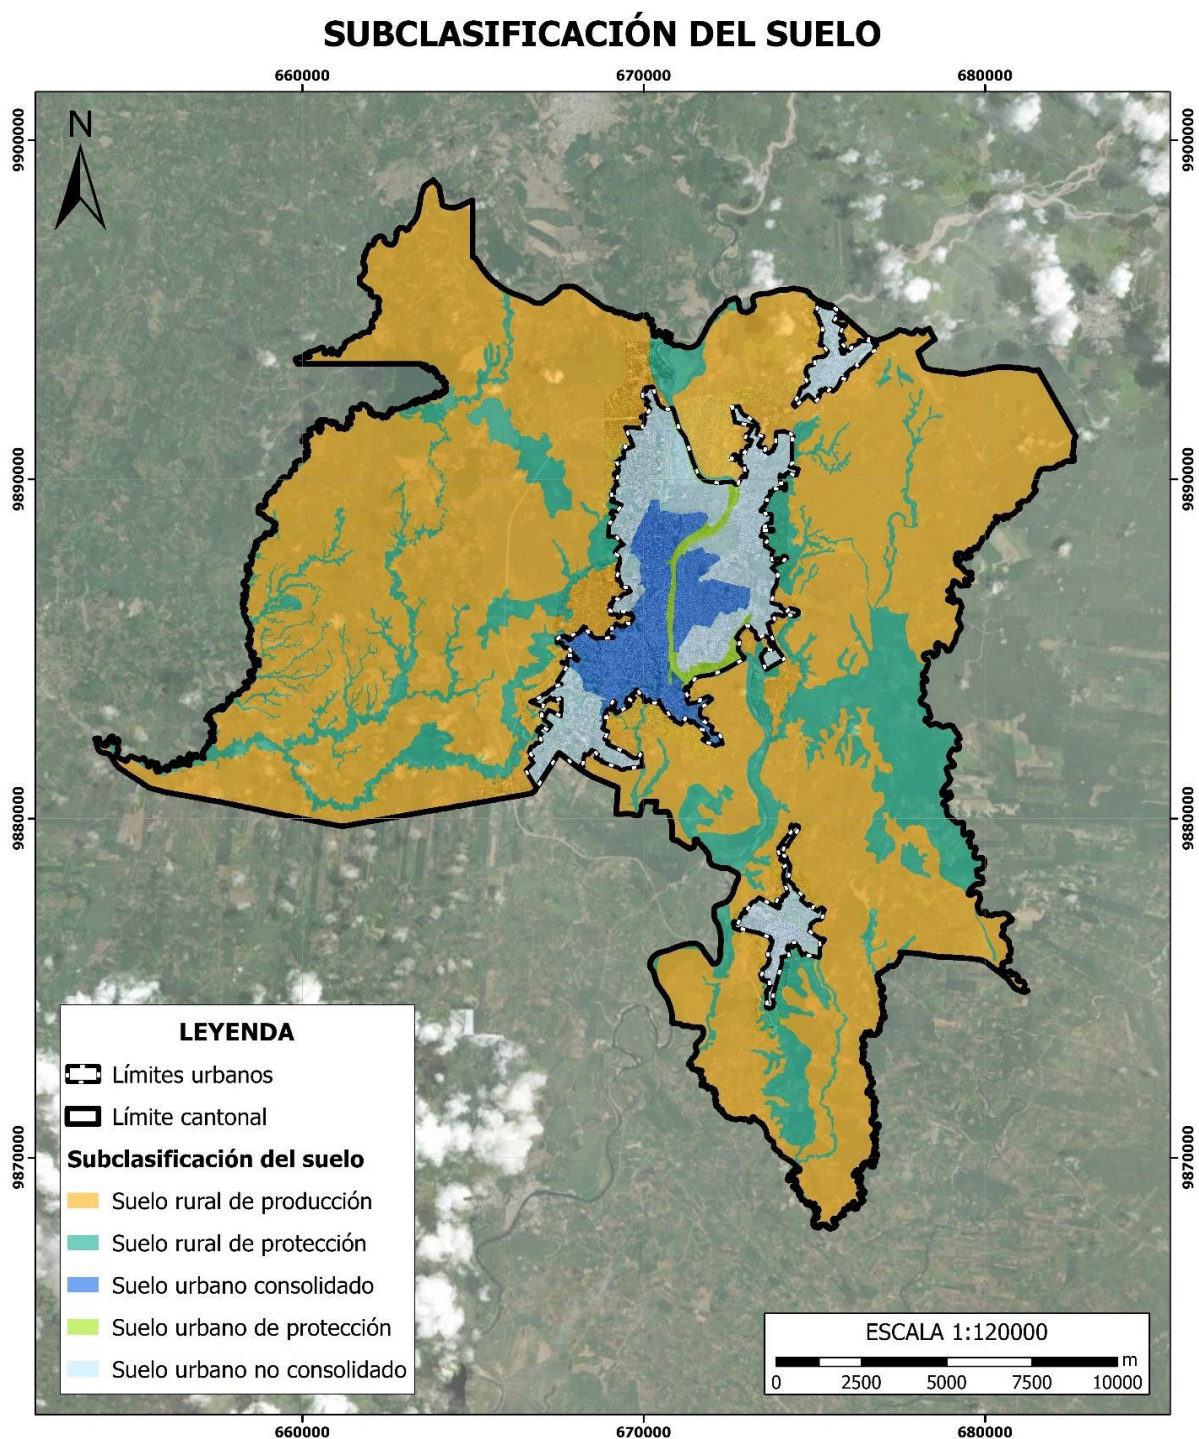 SUBCLASIFICACIÓN DEL SUELO
660000 670000 680000
N
9900000 9900000
9890000 9890000
9880000 9880000
9870000 9870000
LEYENDA
Límites urbanos
Límite cantonal
Subclasificación del suelo
Suelo rural de producción
Suelo rural de protección
Suelo urbano consolidado
Suelo urbano de protección
Suelo urbano no consolidado
ESCALA 1:120000
m
0 2500 5000 7500 10000
660000 670000 680000